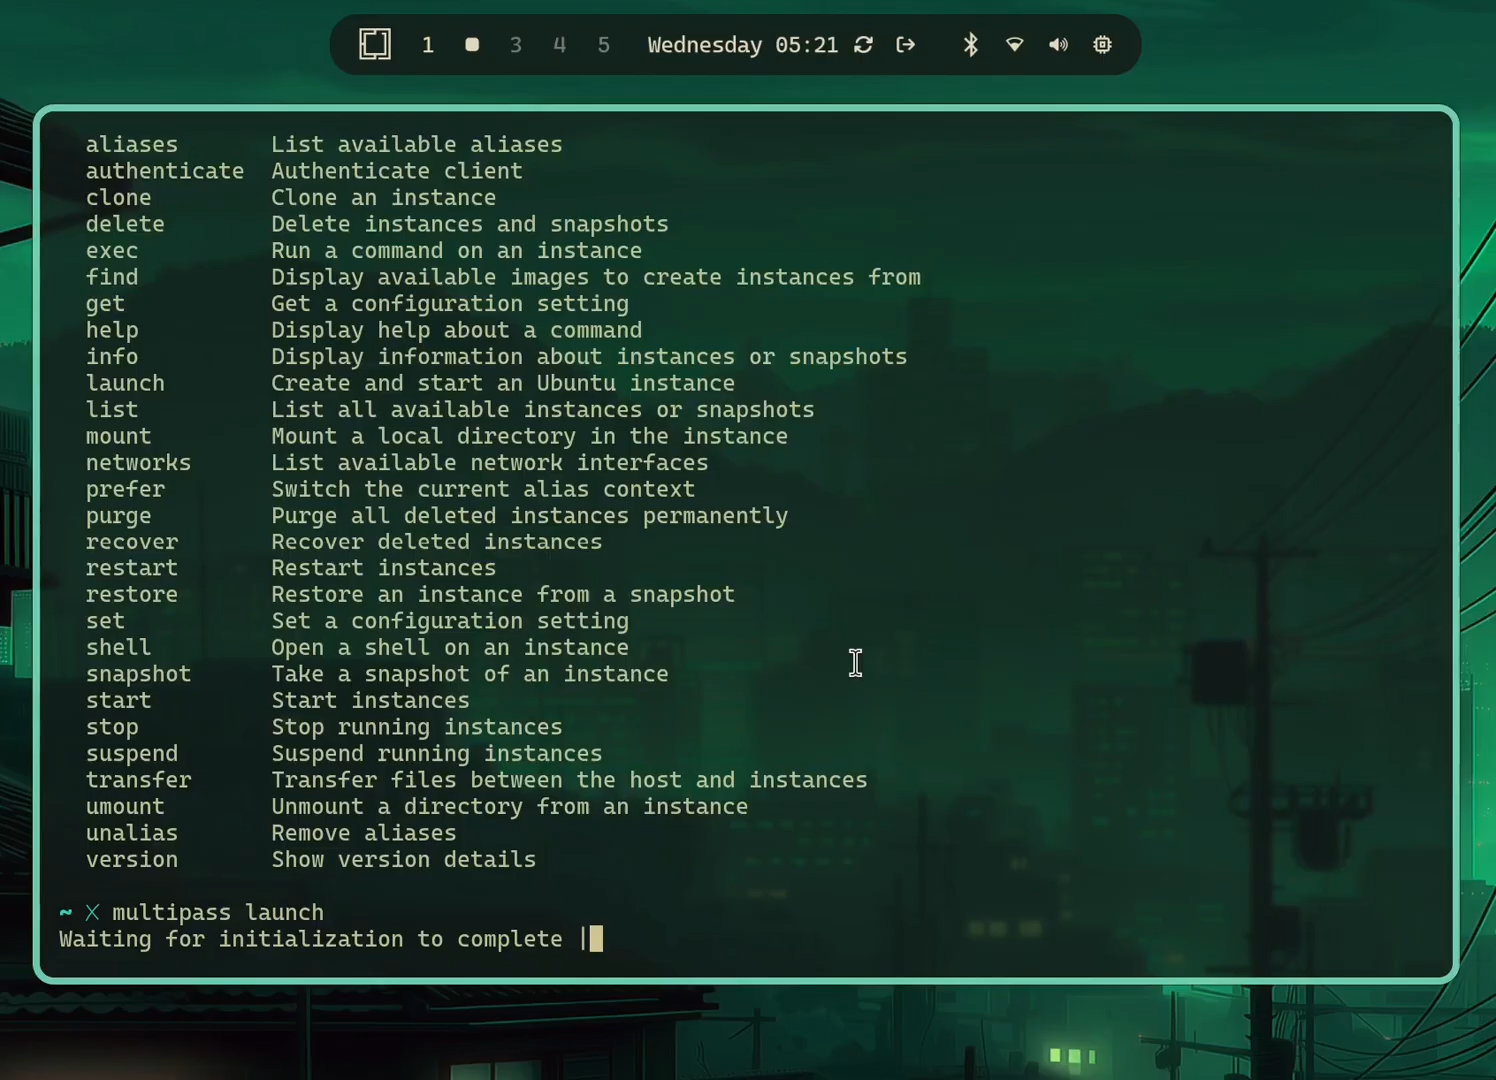 1 3 4 5 Wednesday 05:21
aliases List available aliases
authenticate Authenticate client
clone Clone an instance
delete Delete instances and snapshots
exec Run a command on an instance
find Display available images to create instances from
get Get a configuration setting
help Display help about a command
info Display information about instances or snapshots
launch Create and start an Ubuntu instance
list List all available instances or snapshots
mount Mount a local directory in the instance
networks List available network interfaces
prefer Switch the current alias context
purge Purge all deleted instances permanently
recover Recover deleted instances
restart Restart instances
restore Restore an instance from a snapshot
set Set a configuration setting
shell Open a shell on an instance
snapshot Take a snapshot of an instance
start Start instances
stop Stop running instances
suspend Suspend running instances
transfer Transfer files between the host and instances
umount Unmount a directory from an instance
unalias Remove aliases
version Show version details
~ X multipass launch
Waiting for initialization to complete |